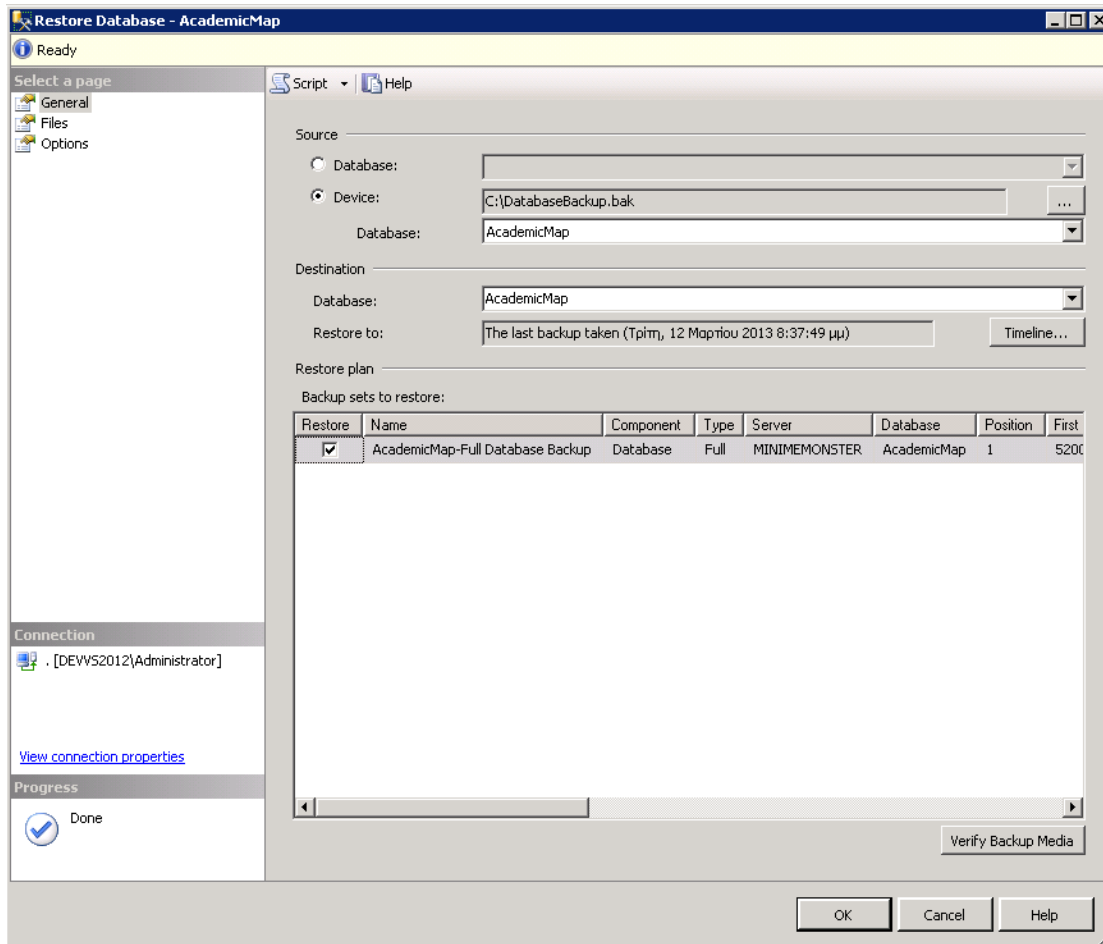 Restore Database - AcademicMap
Ready
Select a page
General
Files
Options
Script
Help
Source
Database:
Device:
C:\DatabaseBackup.bak
...
Database:
AcademicMap
Destination
Database:
AcademicMap
Restore to:
The last backup taken (Τρίτη, 12 Μαρτίου 2013 8:37:49 μμ)
Timeline...
Restore plan
Backup sets to restore:
Restore Name Component Type Server Database Position First
AcademicMap-Full Database Backup Database Full MINIMEMONSTER AcademicMap 1 5200
Connection
. [DEVVS2012\Administrator]
View connection properties
Progress
Done
Verify Backup Media
OK Cancel Help